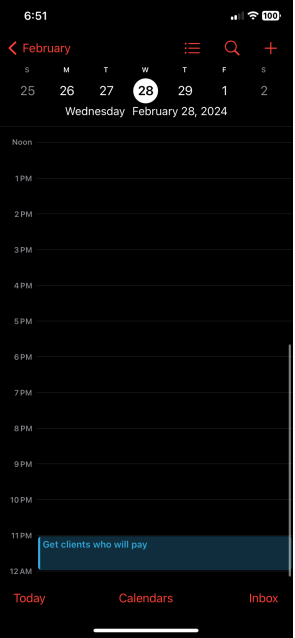 6:51
100
February
S M T W T F S
25 26 27 28 29 1 2
Wednesday February 28, 2024
Noon
1 PM
2 PM
3 PM
4 PM
5 PM
6 PM
7 PM
8 PM
9 PM
10 PM
11 PM
Get clients who will pay
12 AM
Today Calendars Inbox